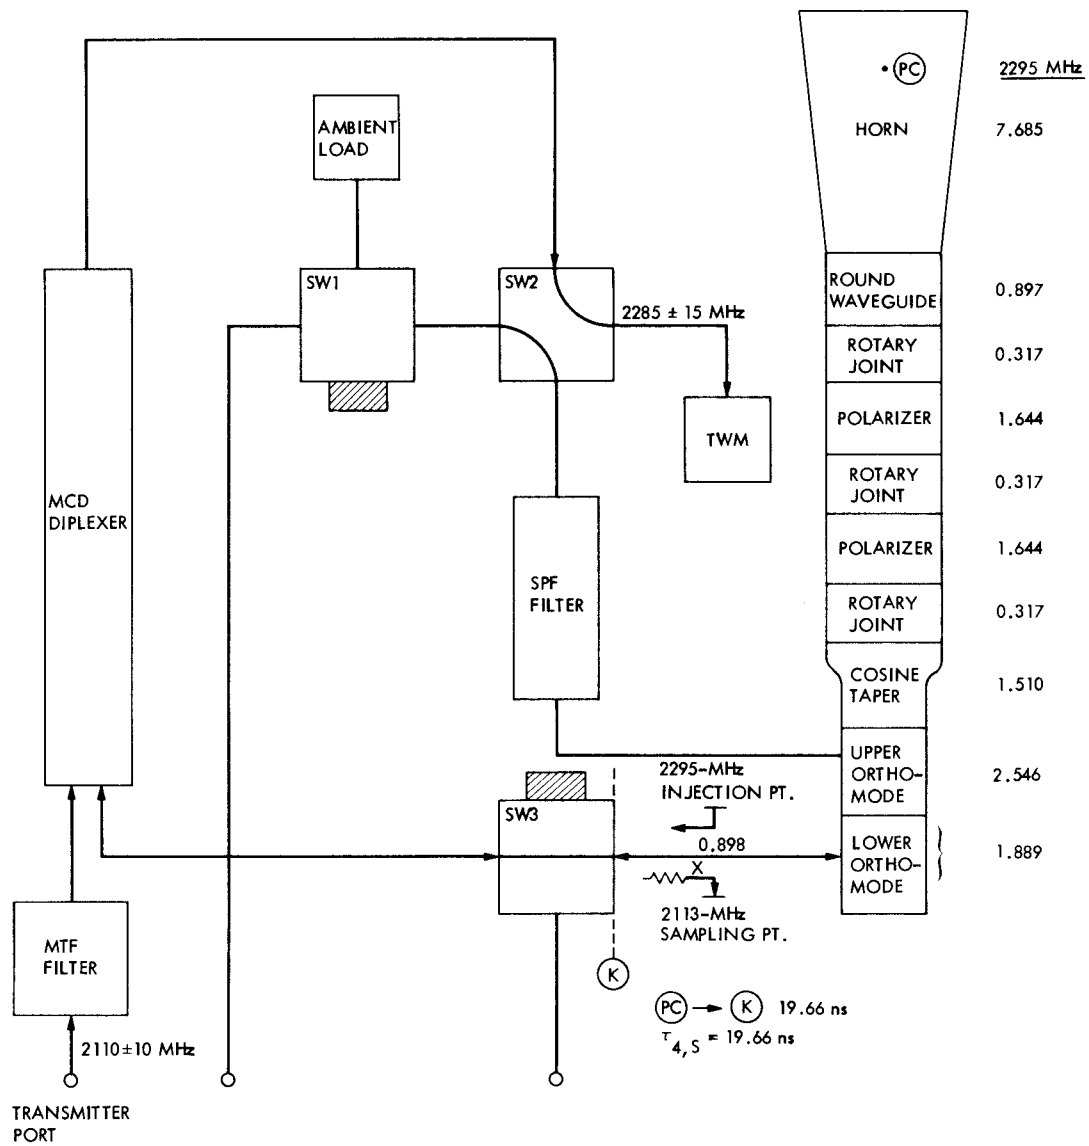 PC
2295 MHz
HORN
7.685
AMBIENT
LOAD
SW1
SW2
2285 ± 15 MHz
TWM
ROUND
WAVEGUIDE
0.897
ROTARY
JOINT
0.317
POLARIZER
1.644
ROTARY
JOINT
0.317
POLARIZER
1.644
ROTARY
JOINT
0.317
COSINE
TAPER
1.510
UPPER
ORTHO-
MODE
2.546
LOWER
ORTHO-
MODE
1.889
MCD
DIPLEXER
SPF
FILTER
2295-MHz
INJECTION PT.
SW3
0.898
X
2113-MHz
SAMPLING PT.
K
PC → K 19.66 ns
τ4,S = 19.66 ns
MTF
FILTER
2110±10 MHz
TRANSMITTER
PORT